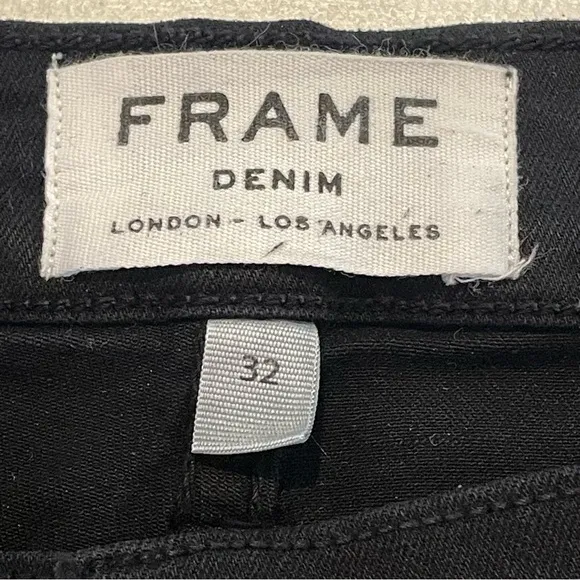 FRAME
DENIM
LONDON - LOS ANGELES
32